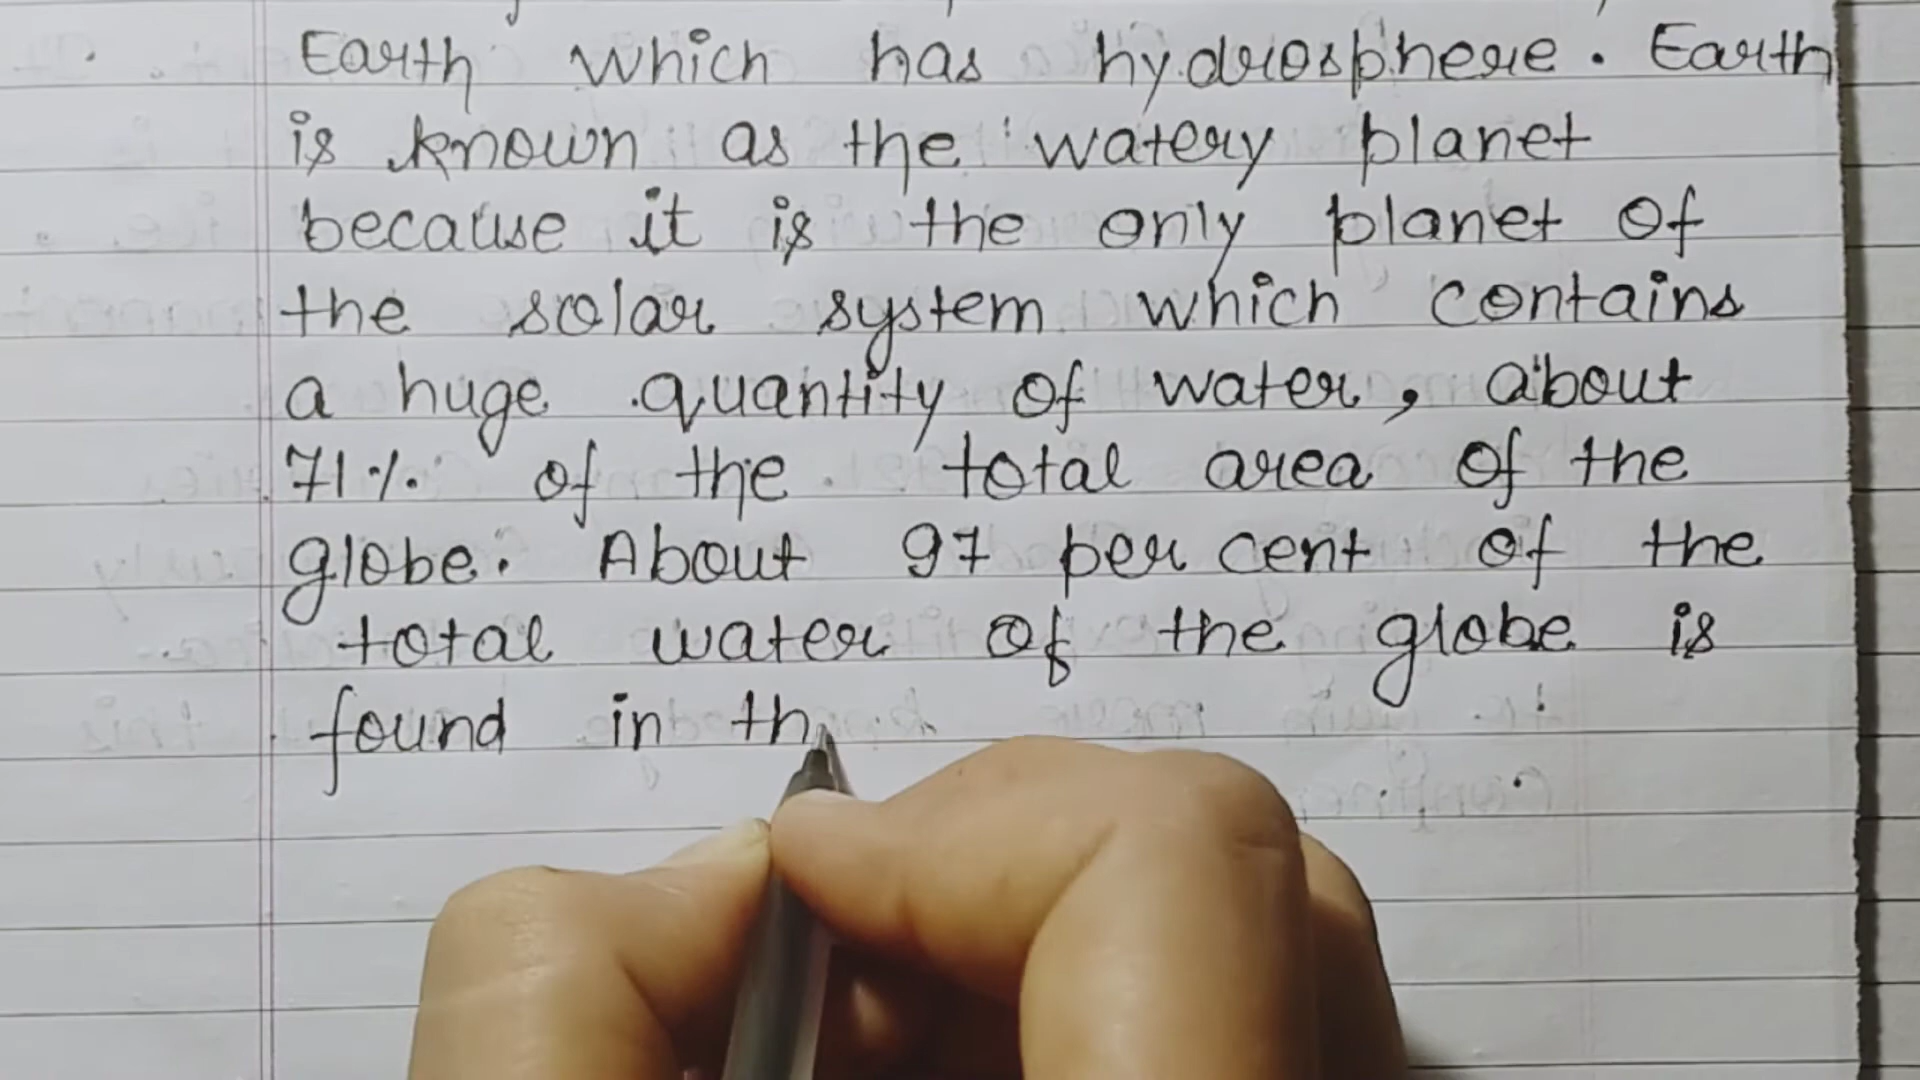 Earth which has hydrosphere. Earth
is known as the watery planet
because it is the only planet of
the solar system which contains
a huge quantity of water, about
71% of the total area of the
globe. About 97 per cent of the
total water of the globe is
found in th